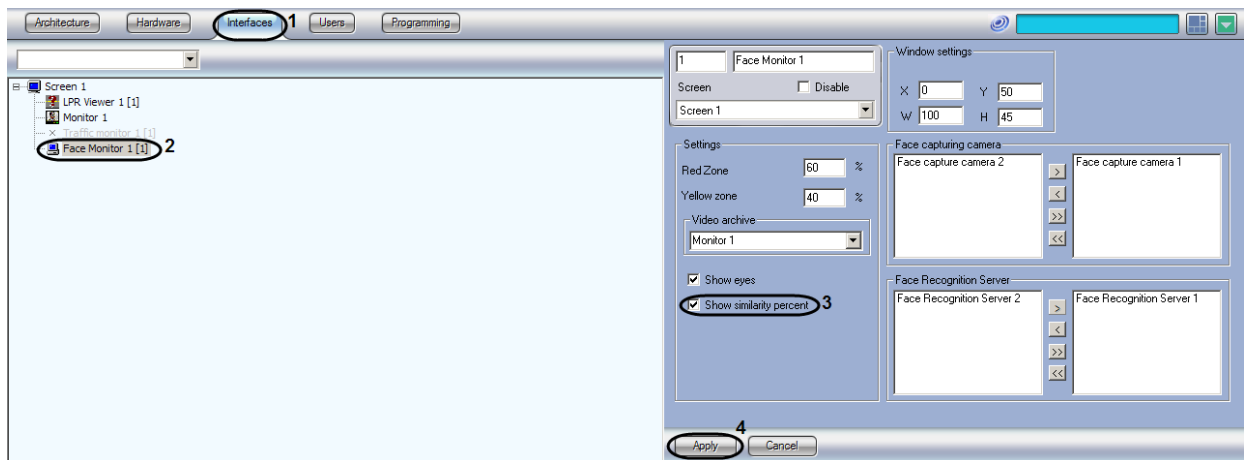 Architecture Hardware Interfaces 1 Users Programming
Screen 1
LPR Viewer 1 [1]
Monitor 1
Traffic monitor 1 [1]
Face Monitor 1 [1] 2
1 Face Monitor 1
Screen Disable
Screen 1
Window settings
X 0 Y 50
W 100 H 45
Settings
Red Zone 60 %
Yellow zone 40 %
Video archive
Monitor 1
Show eyes
Show similarity percent 3
Face capturing camera
Face capture camera 2 > Face capture camera 1
<
>>
<<
Face Recognition Server
Face Recognition Server 2 > Face Recognition Server 1
<
>>
<<
4
Apply Cancel